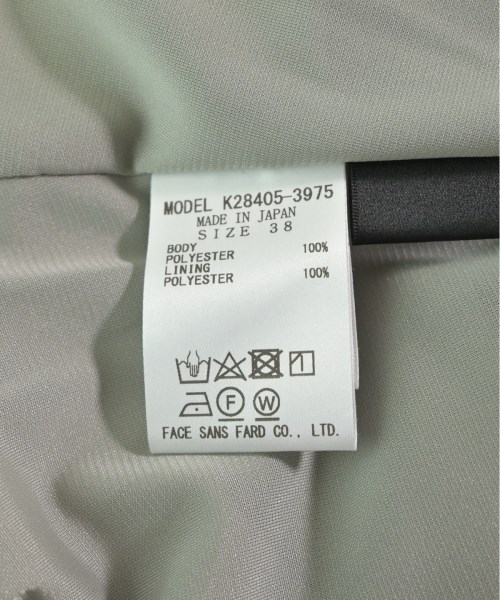 MODEL K28405-3975
MADE IN JAPAN
SIZE 38
BODY
POLYESTER 100%
LINING
POLYESTER 100%
F W
FACE SANS FARD CO., LTD.